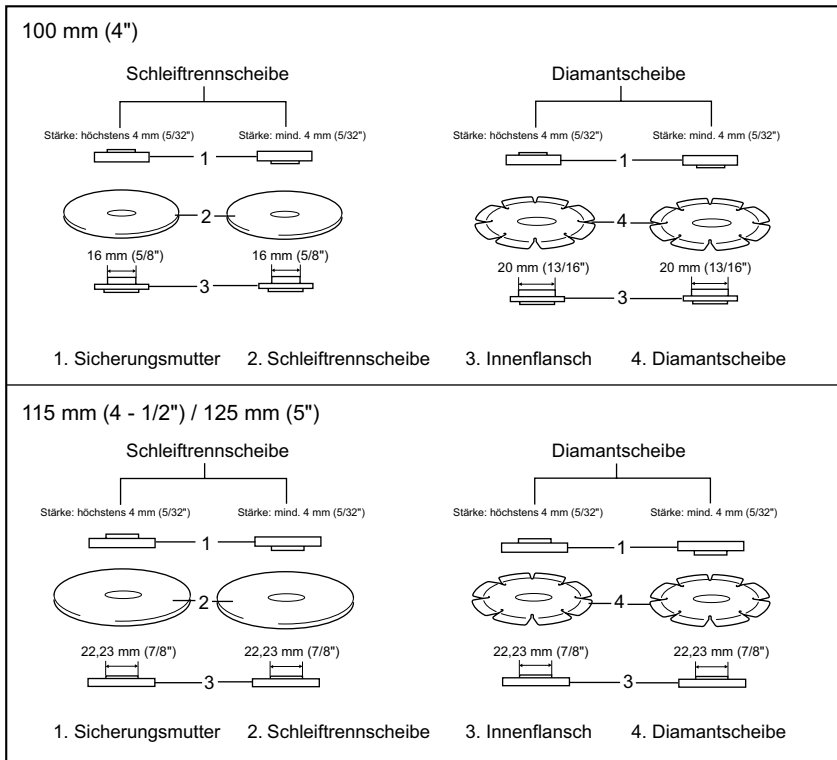 100 mm (4")
Schleiftrennscheibe Diamantscheibe
Stärke: höchstens 4 mm (5/32") Stärke: mind. 4 mm (5/32") Stärke: höchstens 4 mm (5/32") Stärke: mind. 4 mm (5/32")
1 1
2 4
16 mm (5/8") 16 mm (5/8") 20 mm (13/16") 20 mm (13/16")
3 3
1. Sicherungsmutter 2. Schleiftrennscheibe 3. Innenflansch 4. Diamantscheibe
115 mm (4 - 1/2") / 125 mm (5")
Schleiftrennscheibe Diamantscheibe
Stärke: höchstens 4 mm (5/32") Stärke: mind. 4 mm (5/32") Stärke: höchstens 4 mm (5/32") Stärke: mind. 4 mm (5/32")
1 1
2 4
22,23 mm (7/8") 22,23 mm (7/8") 22,23 mm (7/8") 22,23 mm (7/8")
3 3
1. Sicherungsmutter 2. Schleiftrennscheibe 3. Innenflansch 4. Diamantscheibe